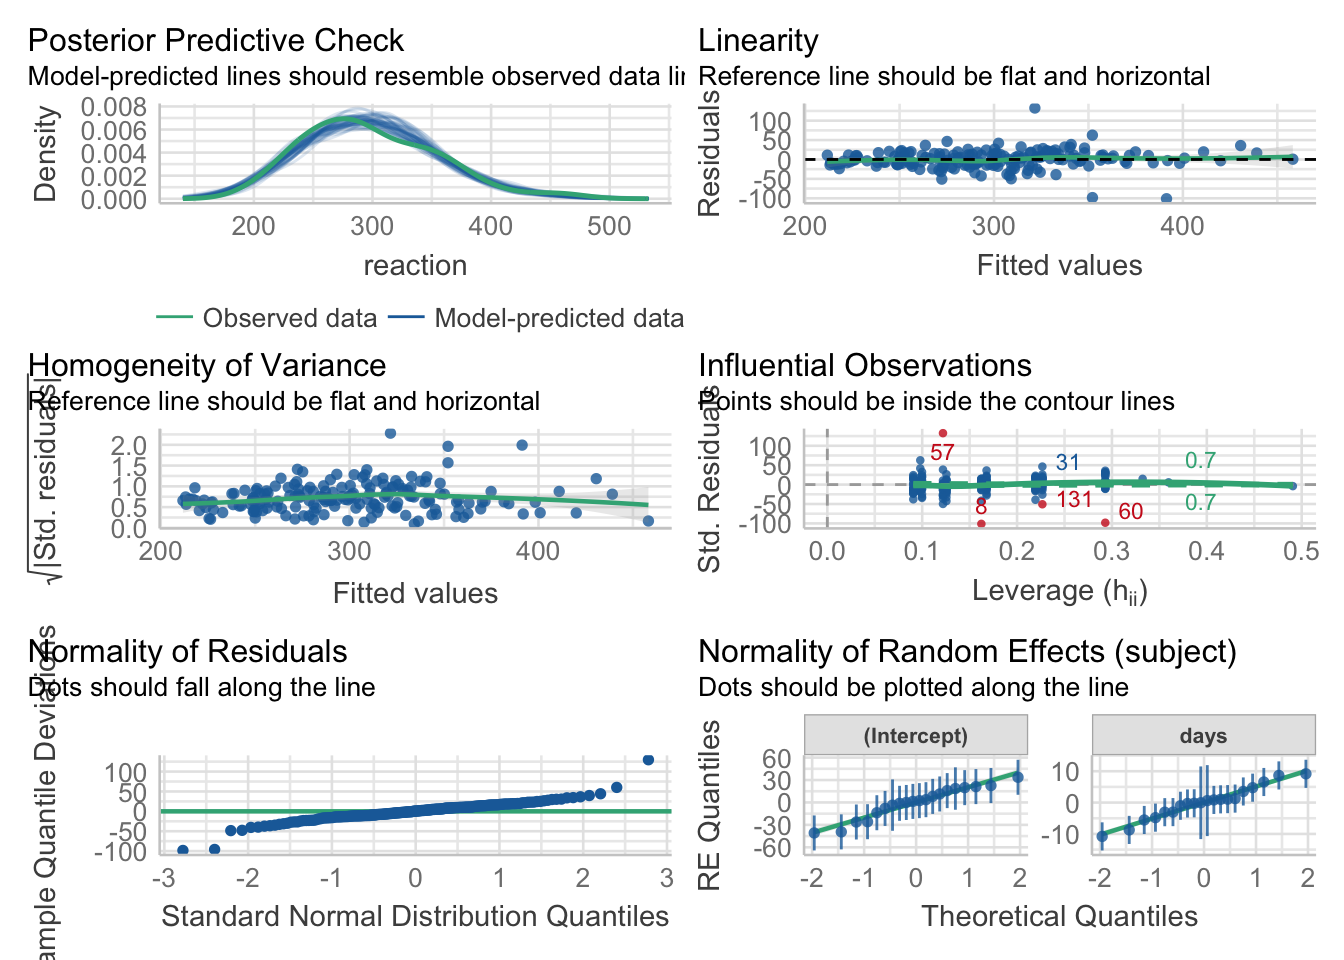 Posterior Predictive Check
Model-predicted lines should resemble observed data lin
Density
0.008
0.006
0.004
0.002
0.000
200 300 400 500
reaction
Observed data Model-predicted data
Linearity
Reference line should be flat and horizontal
Residuals
100
50
0
-50
-100
200 300 400
Fitted values
Homogeneity of Variance
Reference line should be flat and horizontal
√|Std. residuals|
2.0
1.5
1.0
0.5
0.0
200 300 400
Fitted values
Influential Observations
Points should be inside the contour lines
Std. Residuals
100
50
0
-50
-100
57
31
0.7
8
131
60
0.7
0.0 0.1 0.2 0.3 0.4 0.5
Leverage (hii)
Normality of Residuals
Dots should fall along the line
ample Quantile Deviations
100
50
0
-50
-100
-3 -2 -1 0 1 2 3
Standard Normal Distribution Quantiles
Normality of Random Effects (subject)
Dots should be plotted along the line
RE Quantiles
(Intercept)
60
30
0
-30
-60
-2 -1 0 1 2
days
10
0
-10
-2 -1 0 1 2
Theoretical Quantiles